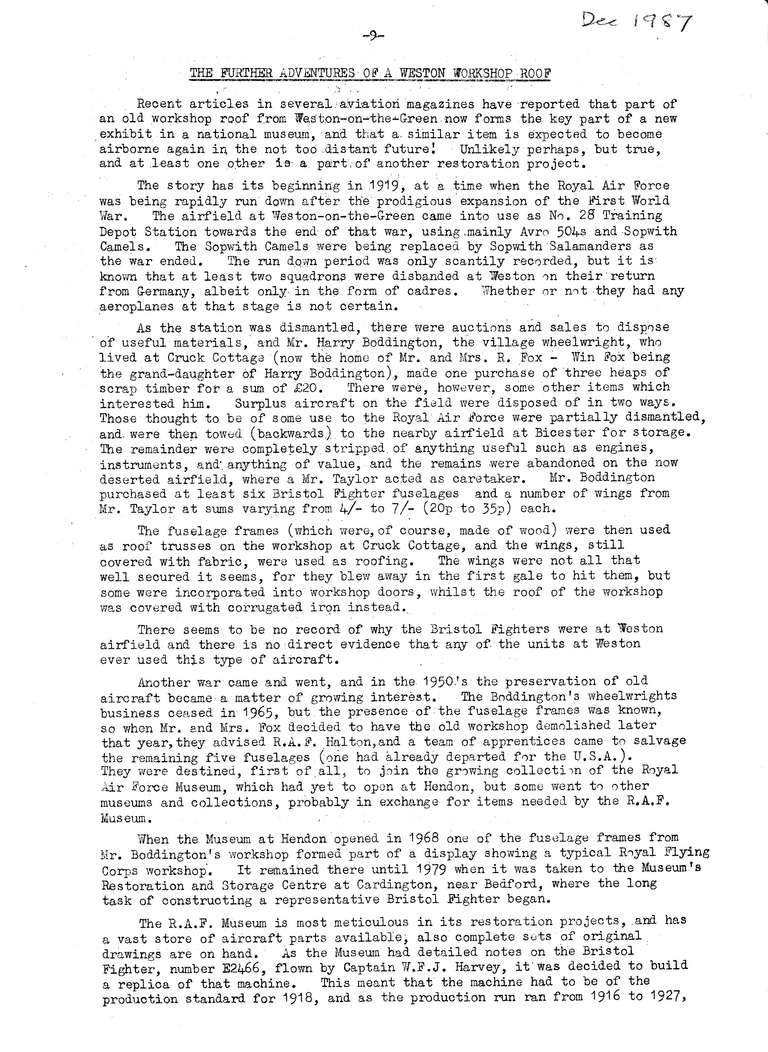 Dec 1987
-9-
THE FURTHER ADVENTURES OF A WESTON WORKSHOP ROOF
Recent articles in several aviation magazines have reported that part of
an old workshop roof from Weston-on-the-Green now forms the key part of a new
exhibit in a national museum, and that a similar item is expected to become
airborne again in the not too distant future! Unlikely perhaps, but true,
and at least one other is a part of another restoration project.
The story has its beginning in 1919, at a time when the Royal Air Force
was being rapidly run down after the prodigious expansion of the First World
War. The airfield at Weston-on-the-Green came into use as No. 28 Training
Depot Station towards the end of that war, using mainly Avro 504s and Sopwith
Camels. The Sopwith Camels were being replaced by Sopwith Salamanders as
the war ended. The run down period was only scantily recorded, but it is
known that at least two squadrons were disbanded at Weston on their return
from Germany, albeit only in the form of cadres. Whether or not they had any
aeroplanes at that stage is not certain.
As the station was dismantled, there were auctions and sales to dispose
of useful materials, and Mr. Harry Boddington, the village wheelwright, who
lived at Cruck Cottage (now the home of Mr. and Mrs. R. Fox - Win Fox being
the grand-daughter of Harry Boddington), made one purchase of three heaps of
scrap timber for a sum of £20. There were, however, some other items which
interested him. Surplus aircraft on the field were disposed of in two ways.
Those thought to be of some use to the Royal Air Force were partially dismantled,
and were then towed (backwards) to the nearby airfield at Bicester for storage.
The remainder were completely stripped of anything useful such as engines,
instruments, and anything of value, and the remains were abandoned on the now
deserted airfield, where a Mr. Taylor acted as caretaker. Mr. Boddington
purchased at least six Bristol Fighter fuselages and a number of wings from
Mr. Taylor at sums varying from 4/- to 7/- (20p to 35p) each.
The fuselage frames (which were, of course, made of wood) were then used
as roof trusses on the workshop at Cruck Cottage, and the wings, still
covered with fabric, were used as roofing. The wings were not all that
well secured it seems, for they blew away in the first gale to hit them, but
some were incorporated into workshop doors, whilst the roof of the workshop
was covered with corrugated iron instead.
There seems to be no record of why the Bristol Fighters were at Weston
airfield and there is no direct evidence that any of the units at Weston
ever used this type of aircraft.
Another war came and went, and in the 1950's the preservation of old
aircraft became a matter of growing interest. The Boddington's wheelwrights
business ceased in 1965, but the presence of the fuselage frames was known,
so when Mr. and Mrs. Fox decided to have the old workshop demolished later
that year, they advised R.A.F. Halton, and a team of apprentices came to salvage
the remaining five fuselages (one had already departed for the U.S.A.).
They were destined, first of all, to join the growing collection of the Royal
Air Force Museum, which had yet to open at Hendon, but some went to other
museums and collections, probably in exchange for items needed by the R.A.F.
Museum.
When the Museum at Hendon opened in 1968 one of the fuselage frames from
Mr. Boddington's workshop formed part of a display showing a typical Royal Flying
Corps workshop. It remained there until 1979 when it was taken to the Museum's
Restoration and Storage Centre at Cardington, near Bedford, where the long
task of constructing a representative Bristol Fighter began.
The R.A.F. Museum is most meticulous in its restoration projects, and has
a vast store of aircraft parts available; also complete sets of original
drawings are on hand. As the Museum had detailed notes on the Bristol
Fighter, number E2466, flown by Captain W.F.J. Harvey, it was decided to build
a replica of that machine. This meant that the machine had to be of the
production standard for 1918, and as the production run ran from 1916 to 1927,